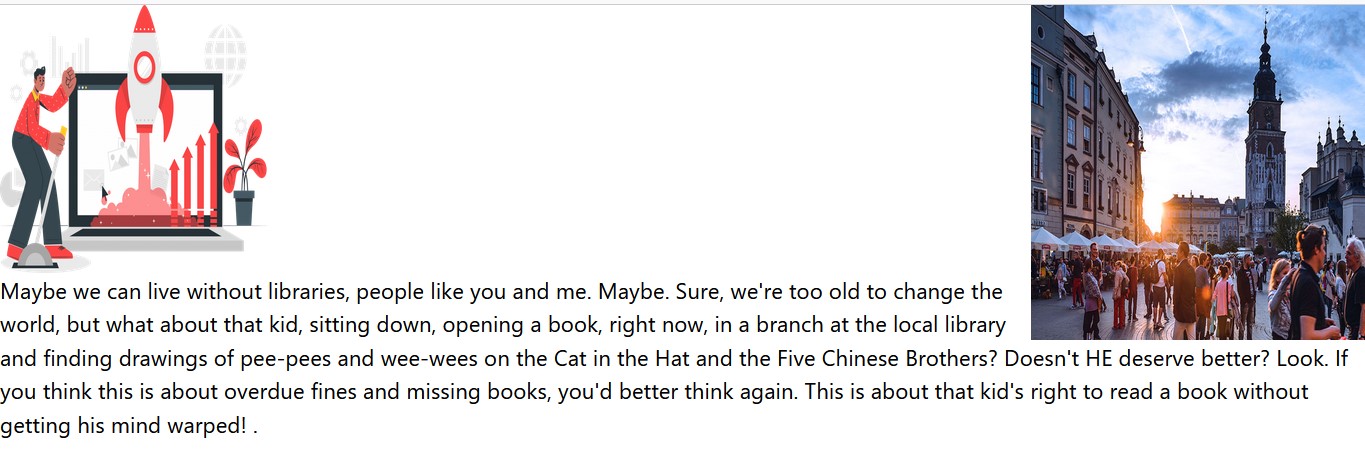 Maybe we can live without libraries, people like you and me. Maybe. Sure, we're too old to change the
world, but what about that kid, sitting down, opening a book, right now, in a branch at the local library
and finding drawings of pee-pees and wee-wees on the Cat in the Hat and the Five Chinese Brothers? Doesn't HE deserve better? Look. If
you think this is about overdue fines and missing books, you'd better think again. This is about that kid's right to read a book without
getting his mind warped! .